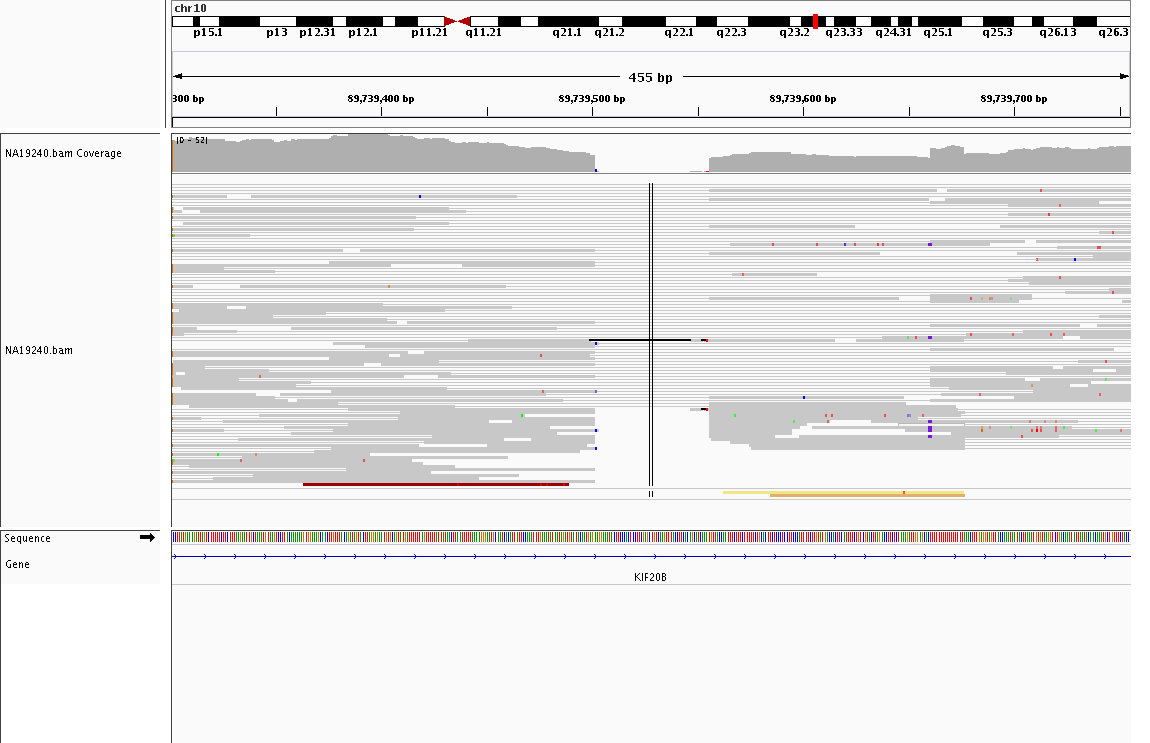 chr10
p15.1 p13 p12.31 p12.1 p11.21 q11.21 q21.1 q21.2 q22.1 q22.3 q23.2 q23.33 q24.31 q25.1 q25.3 q26.13 q26.3
455 bp
300 bp 89,739,400 bp 89,739,500 bp 89,739,600 bp 89,739,700 bp
NA19240.bam Coverage
[0 - 52]
NA19240.bam
Sequence
Gene
KIF20B